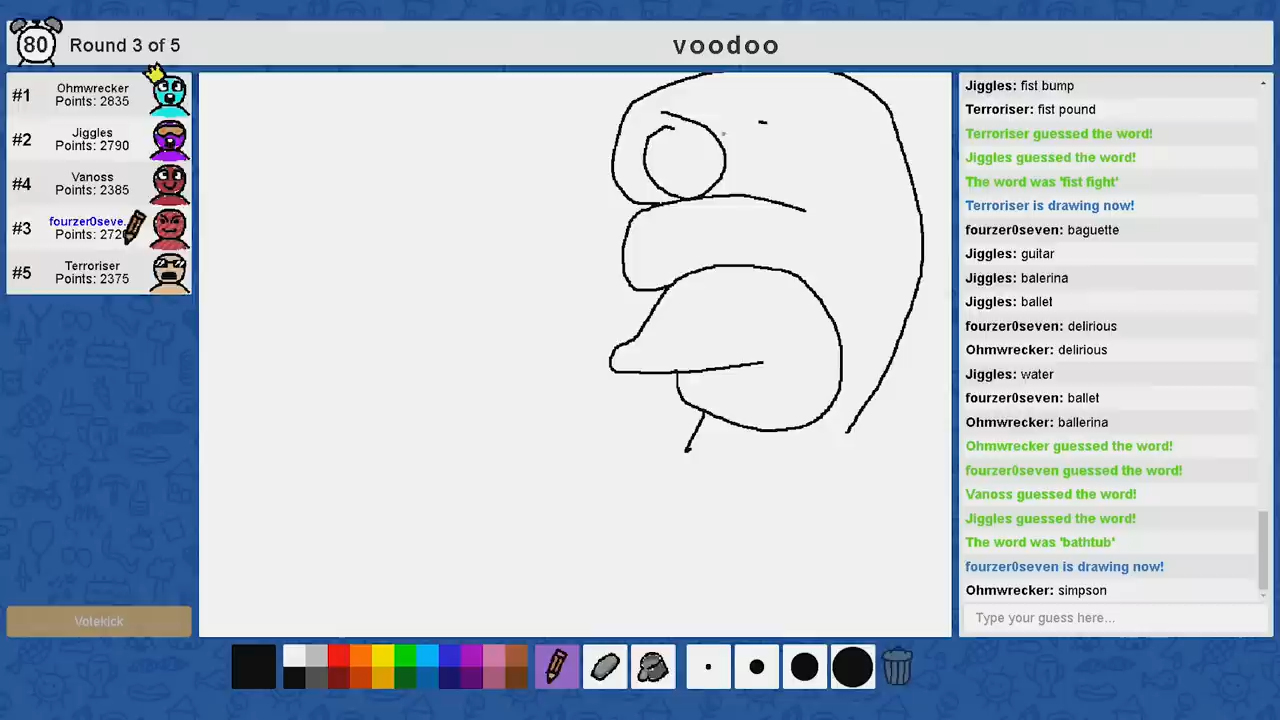 80
Round 3 of 5
voodoo
#1
Ohmwrecker
Points: 2835
#2
Jiggles
Points: 2790
#4
Vanoss
Points: 2385
#3
fourzer0seve.
Points: 272
#5
Terroriser
Points: 2375
Votekick
Jiggles: fist bump
Terroriser: fist pound
Terroriser guessed the word!
Jiggles guessed the word!
The word was 'fist fight'
Terroriser is drawing now!
fourzer0seven: baguette
Jiggles: guitar
Jiggles: balerina
Jiggles: ballet
fourzer0seven: delirious
Ohmwrecker: delirious
Jiggles: water
fourzer0seven: ballet
Ohmwrecker: ballerina
Ohmwrecker guessed the word!
fourzer0seven guessed the word!
Vanoss guessed the word!
Jiggles guessed the word!
The word was 'bathtub'
fourzer0seven is drawing now!
Ohmwrecker: simpson
Type your guess here...